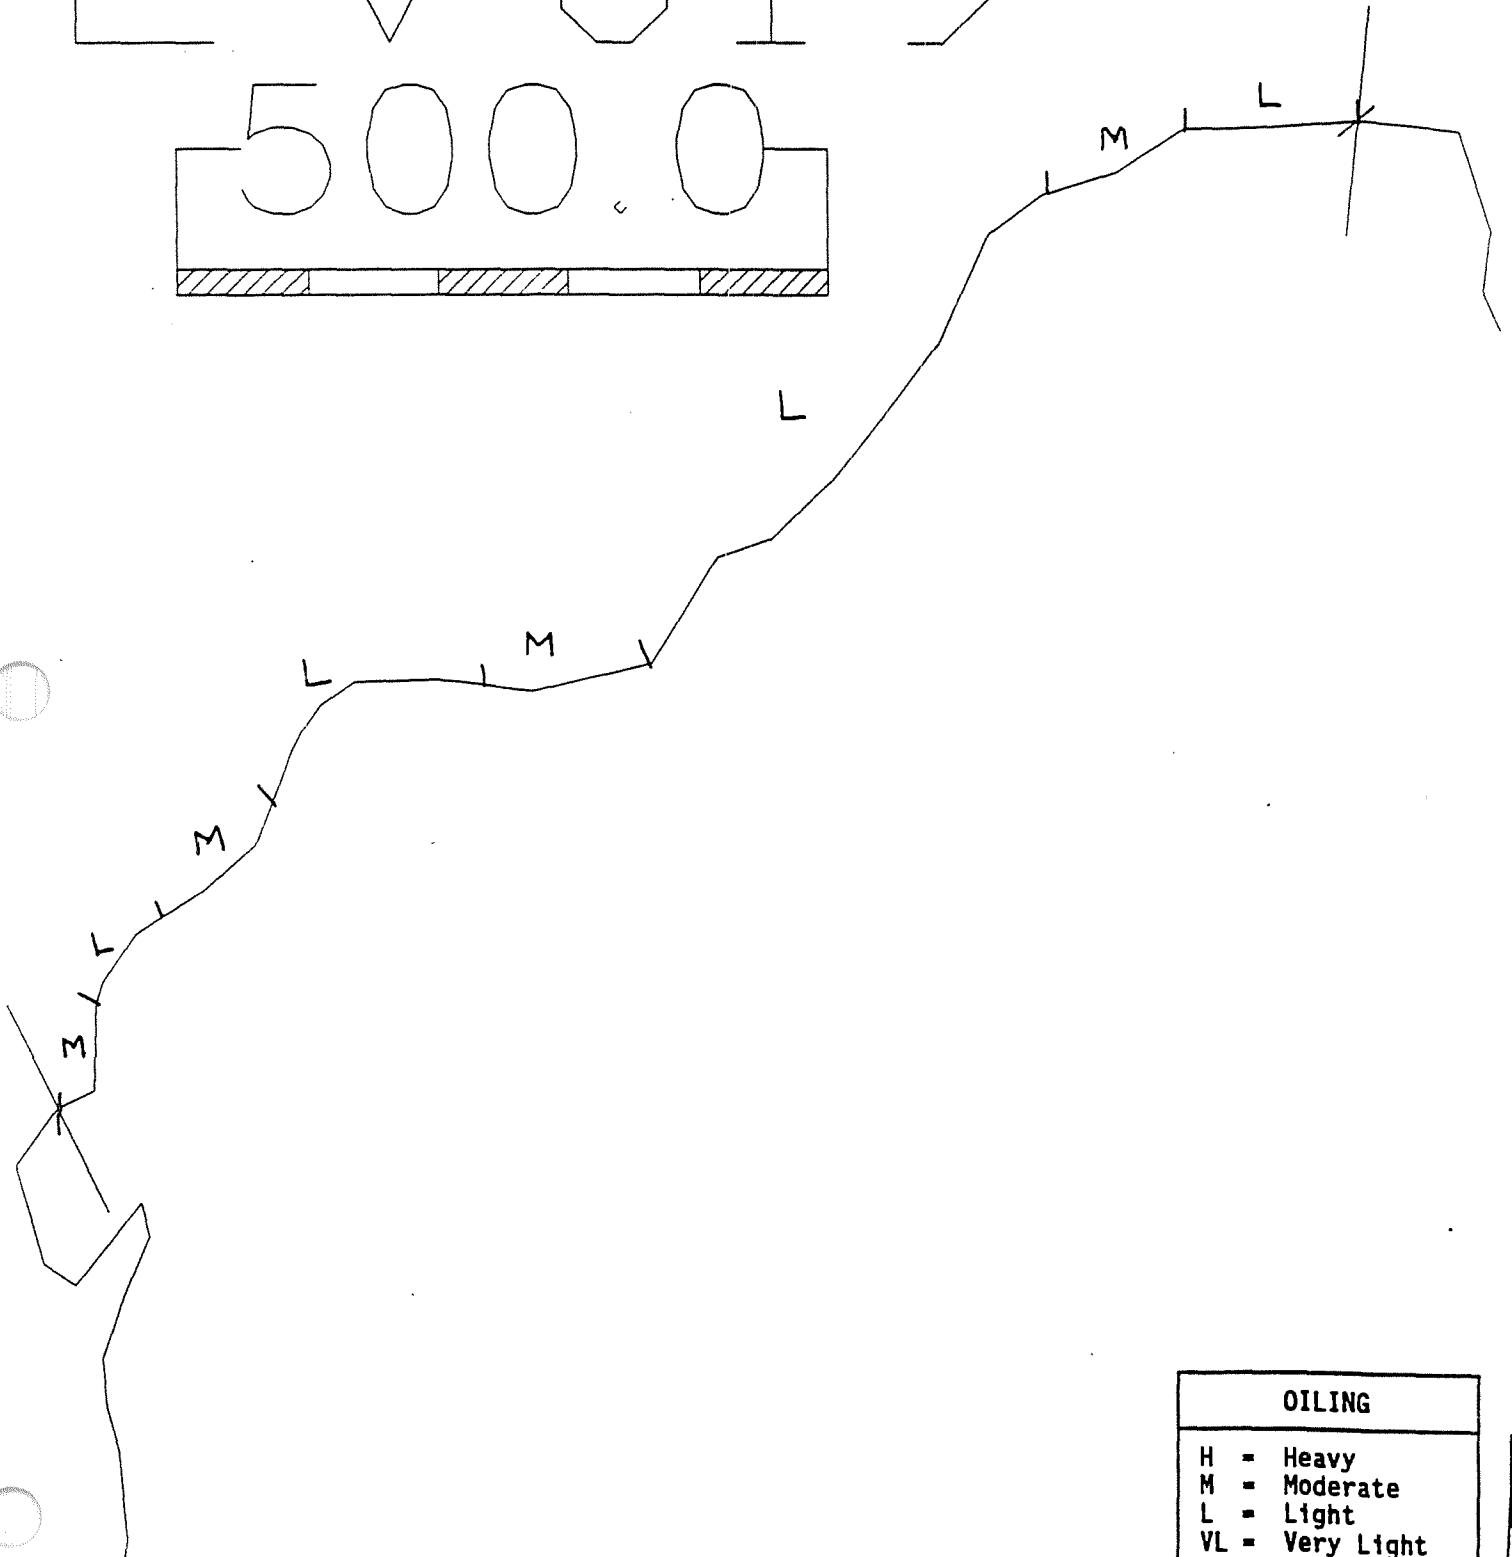 500.0
L
M
L
M
L
M
L
M
OILING
H = Heavy
M = Moderate
L = Light
VL = Very Light